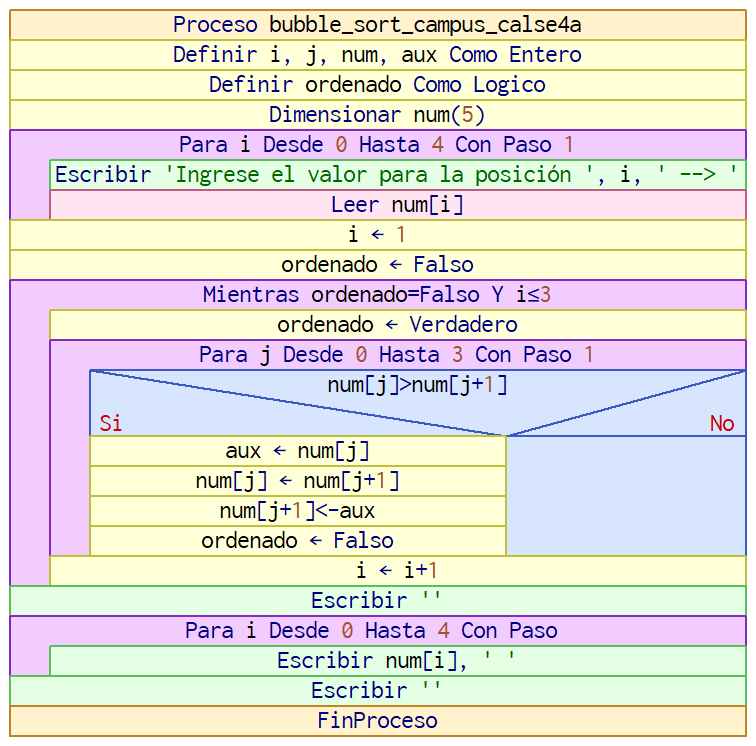 Proceso bubble_sort_campus_calse4a
Definir i, j, num, aux Como Entero
Definir ordenado Como Logico
Dimensionar num(5)
Para i Desde 0 Hasta 4 Con Paso 1
Escribir 'Ingrese el valor para la posición ', i, ' --> '
Leer num[i]
i ← 1
ordenado ← Falso
Mientras ordenado=Falso Y i≤3
ordenado ← Verdadero
Para j Desde 0 Hasta 3 Con Paso 1
num[j]>num[j+1]
Si No
aux ← num[j]
num[j] ← num[j+1]
num[j+1]<-aux
ordenado ← Falso
i ← i+1
Escribir ''
Para i Desde 0 Hasta 4 Con Paso
Escribir num[i], ' '
Escribir ''
FinProceso